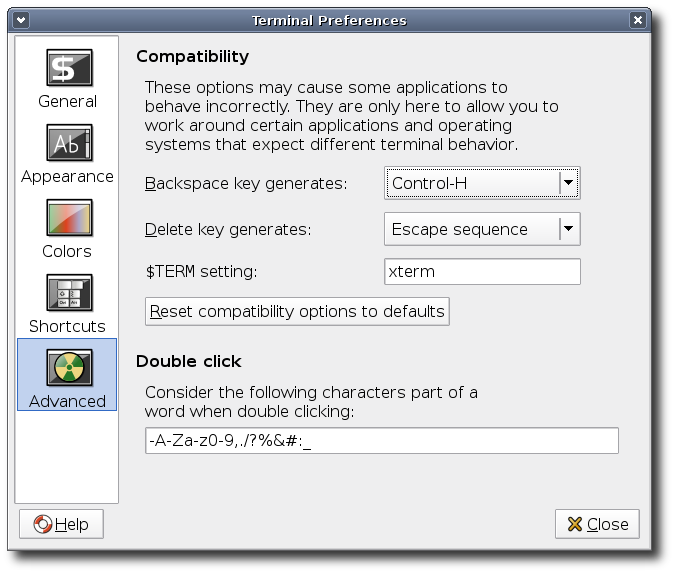 Terminal Preferences
General
Appearance
Colors
Shortcuts
Advanced
Compatibility
These options may cause some applications to
behave incorrectly. They are only here to allow you to
work around certain applications and operating
systems that expect different terminal behavior.
Backspace key generates: Control-H
Delete key generates: Escape sequence
$TERM setting: xterm
Reset compatibility options to defaults
Double click
Consider the following characters part of a
word when double clicking:
-A-Za-z0-9,./?%&#:_
Help
Close